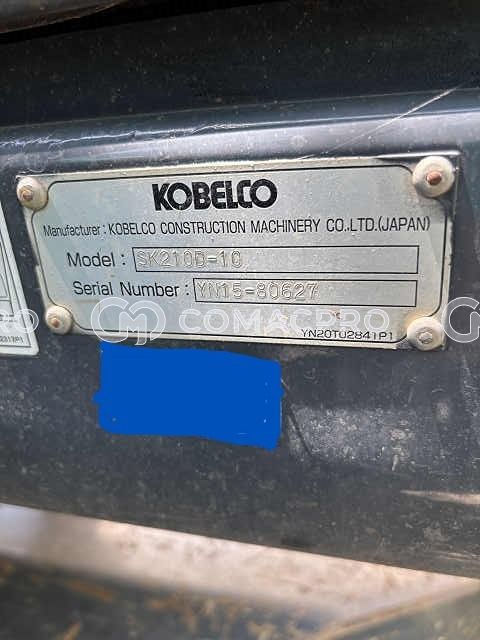 KOBELCO
Manufacturer : KOBELCO CONSTRUCTION MACHINERY CO.,LTD.(JAPAN)
Model: SK210D-10
Serial Number: YN15-80627
COMACPRO
YN20T02841P1